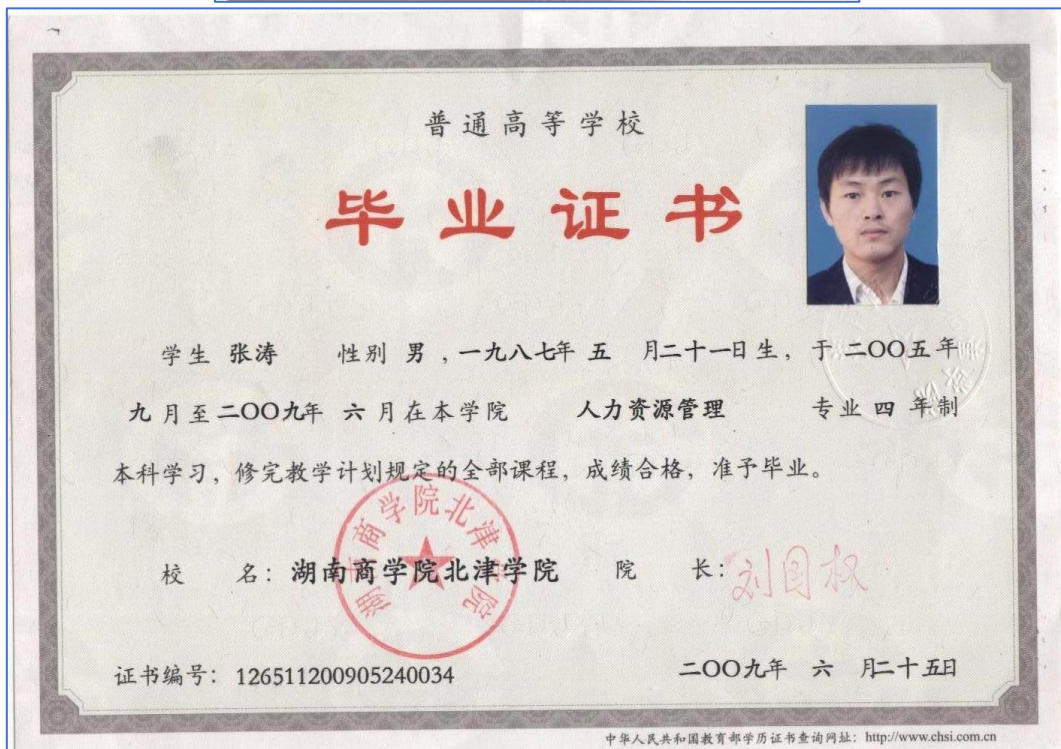 普通高等学校
毕业证书
学生 张涛 性别 男，一九八七年 五 月二十一日生，于二〇〇五年
九月至二〇〇九年 六月在本学院 人力资源管理 专业 四 年制
本科学习，修完教学计划规定的全部课程，成绩合格，准予毕业。
湖南商学院北津学院
校 名：湖南商学院北津学院 院 长：
证书编号：126511200905240034 二〇〇九年 六 月二十五日
中华人民共和国教育部学历证书查询网址：http://www.chsi.com.cn